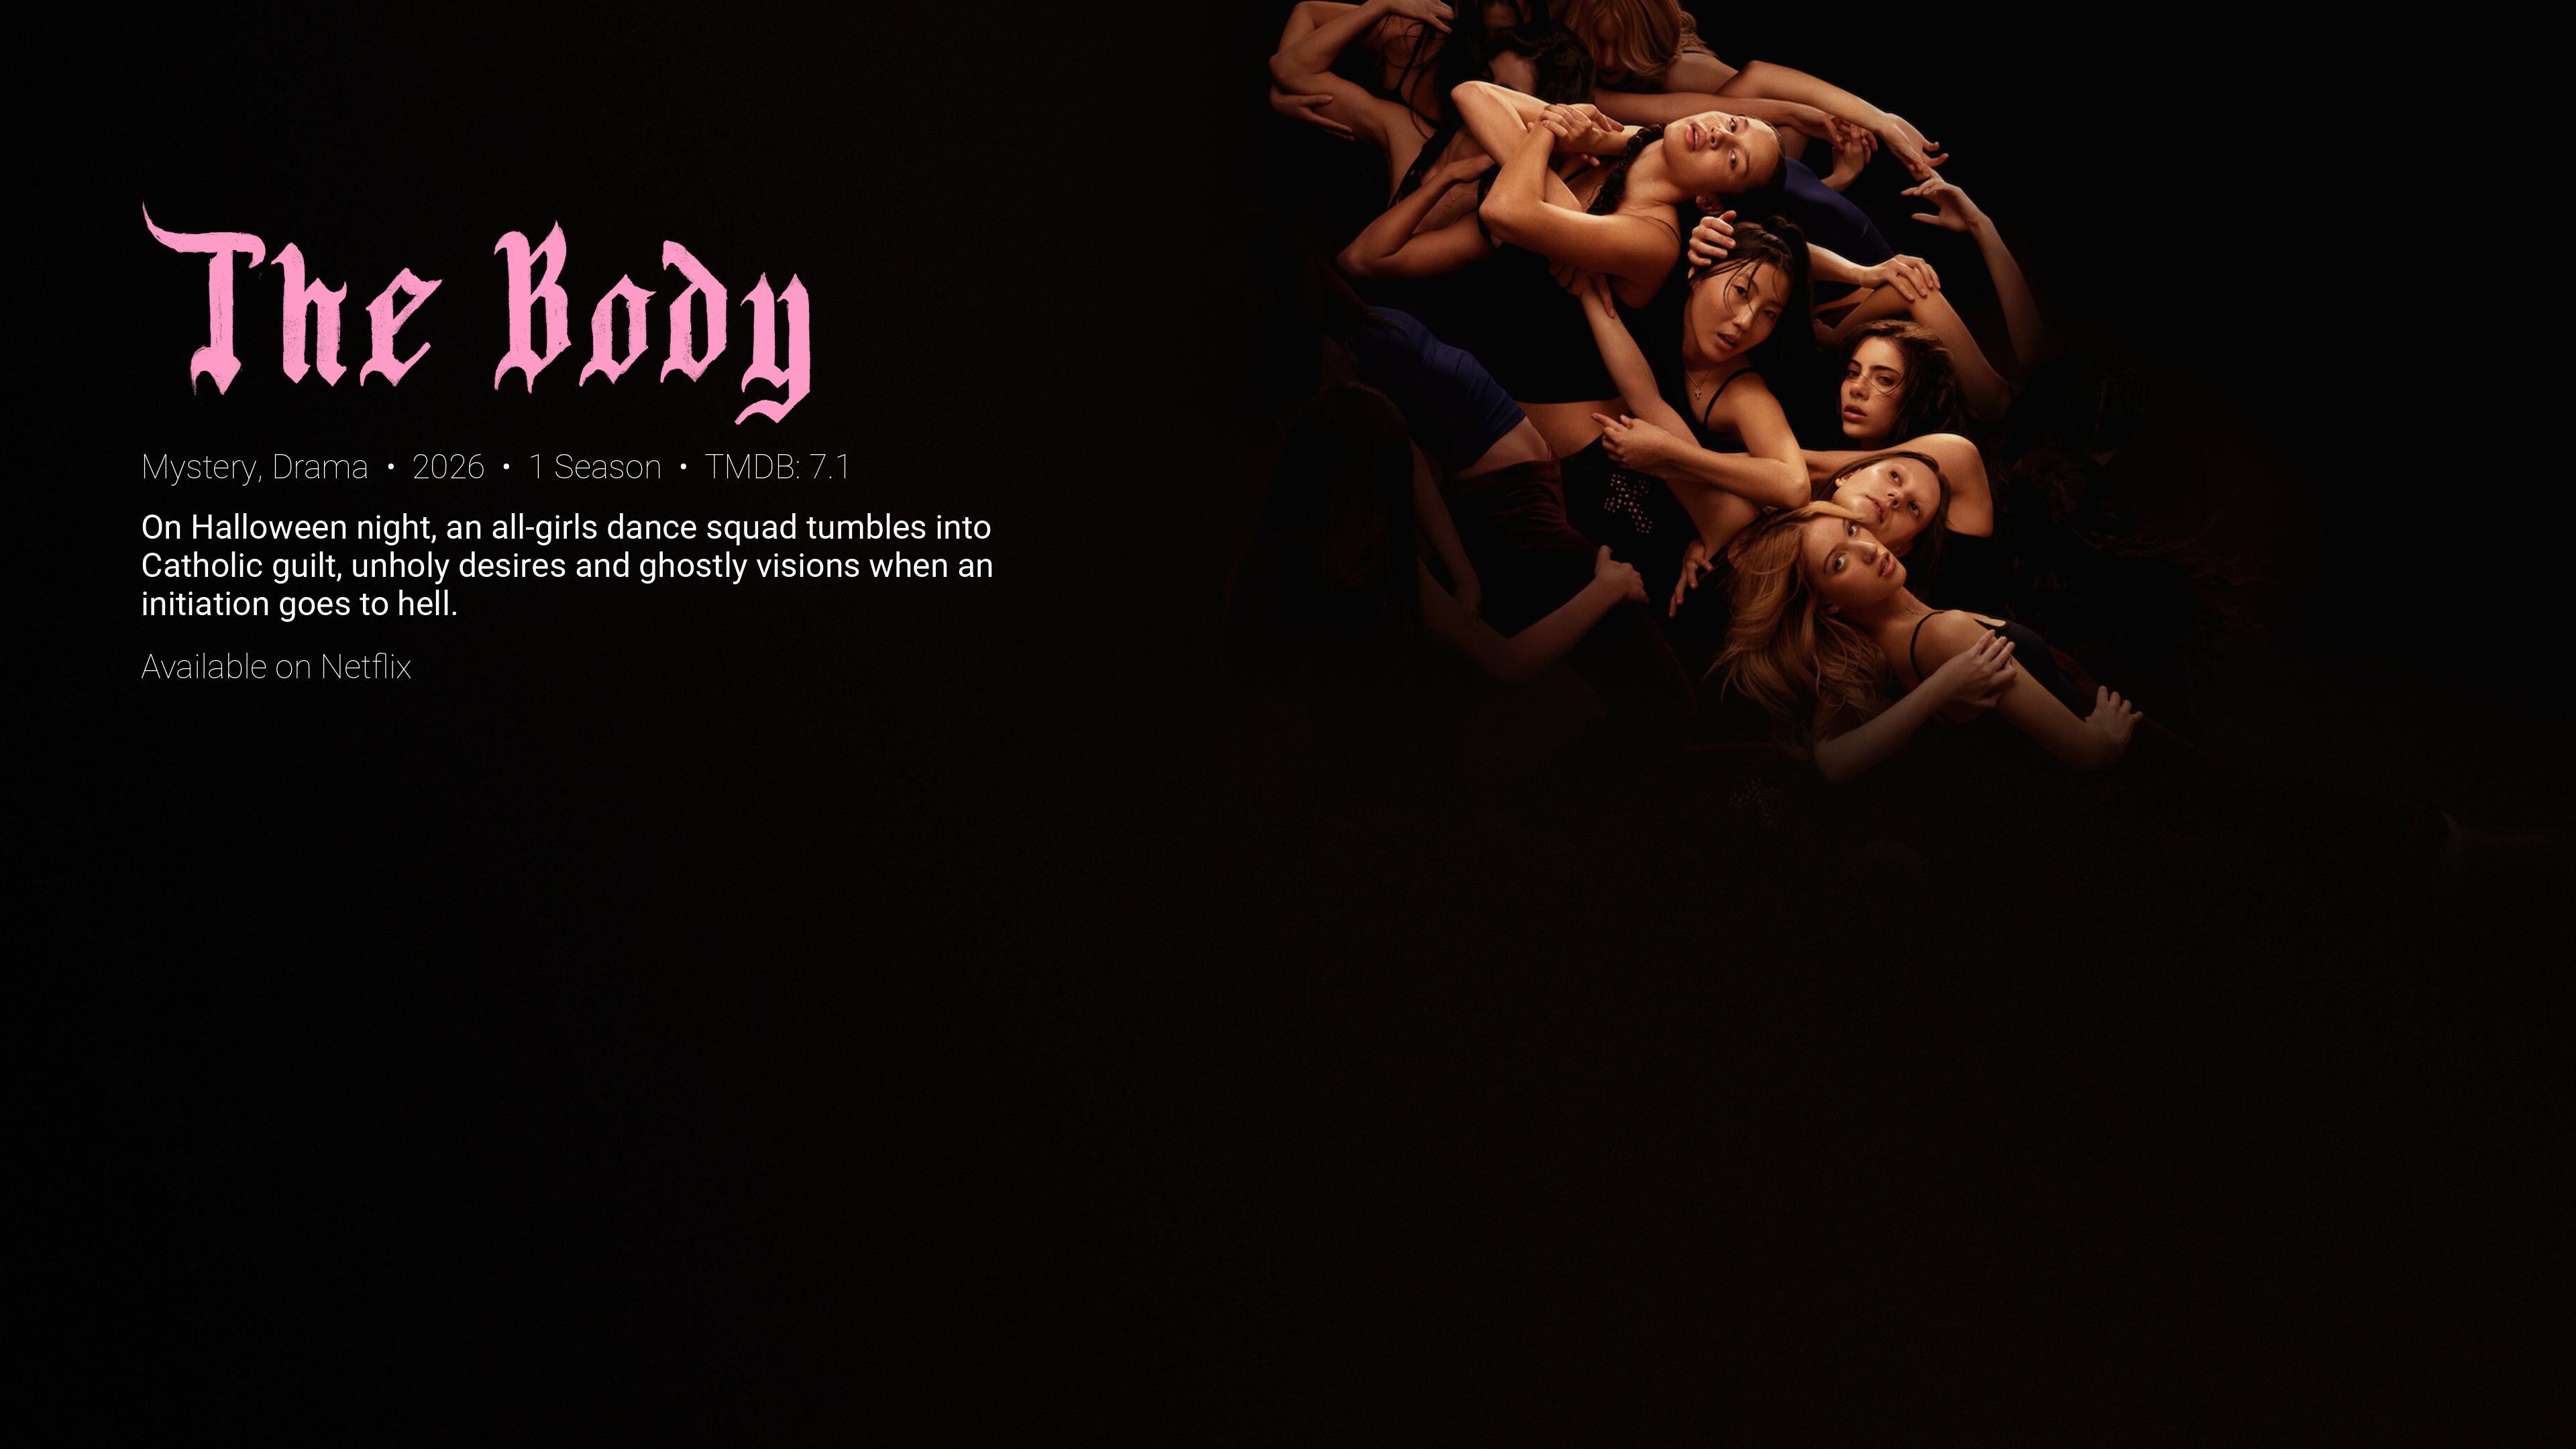 The Body
Mystery, Drama • 2026 • 1 Season • TMDB: 7.1
On Halloween night, an all-girls dance squad tumbles into
Catholic guilt, unholy desires and ghostly visions when an
initiation goes to hell.
Available on Netflix